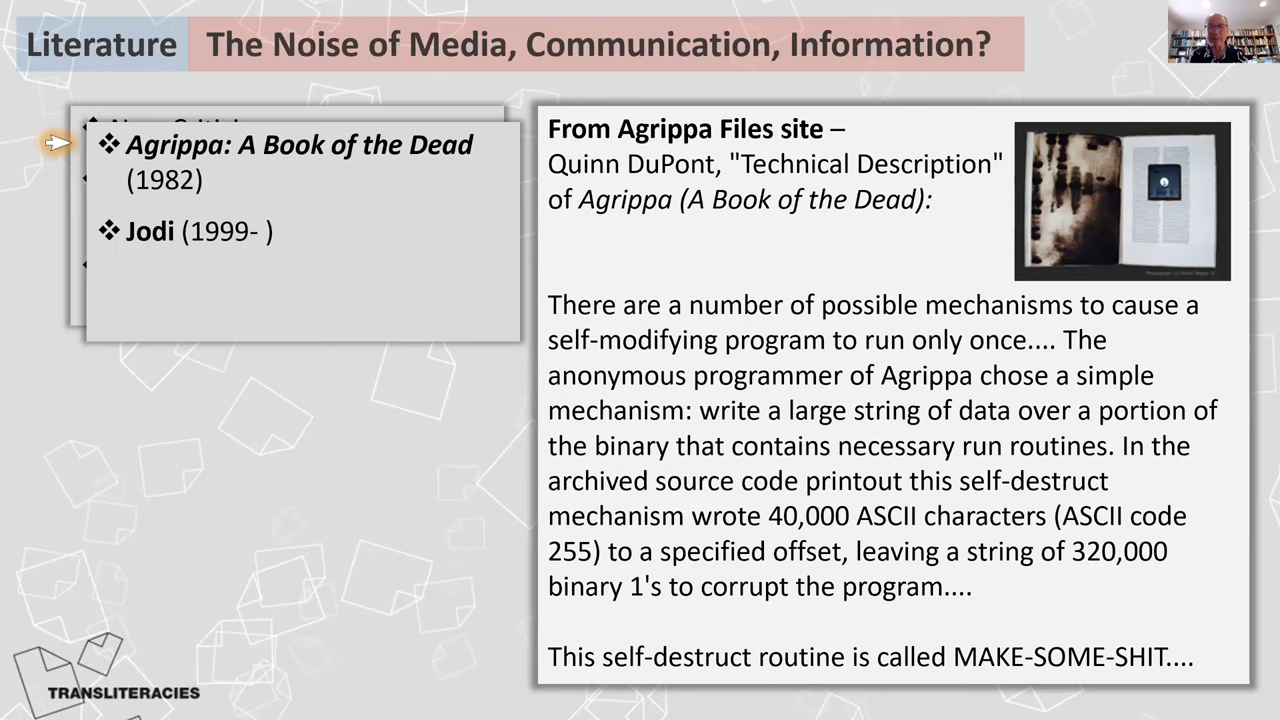 Literature The Noise of Media, Communication, Information?
❖ Agrippa: A Book of the Dead
(1982)
❖ Jodi (1999- )
From Agrippa Files site –
Quinn DuPont, "Technical Description"
of Agrippa (A Book of the Dead):
There are a number of possible mechanisms to cause a
self-modifying program to run only once.... The
anonymous programmer of Agrippa chose a simple
mechanism: write a large string of data over a portion of
the binary that contains necessary run routines. In the
archived source code printout this self-destruct
mechanism wrote 40,000 ASCII characters (ASCII code
255) to a specified offset, leaving a string of 320,000
binary 1's to corrupt the program....
This self-destruct routine is called MAKE-SOME-SHIT....
TRANSLITERACIES